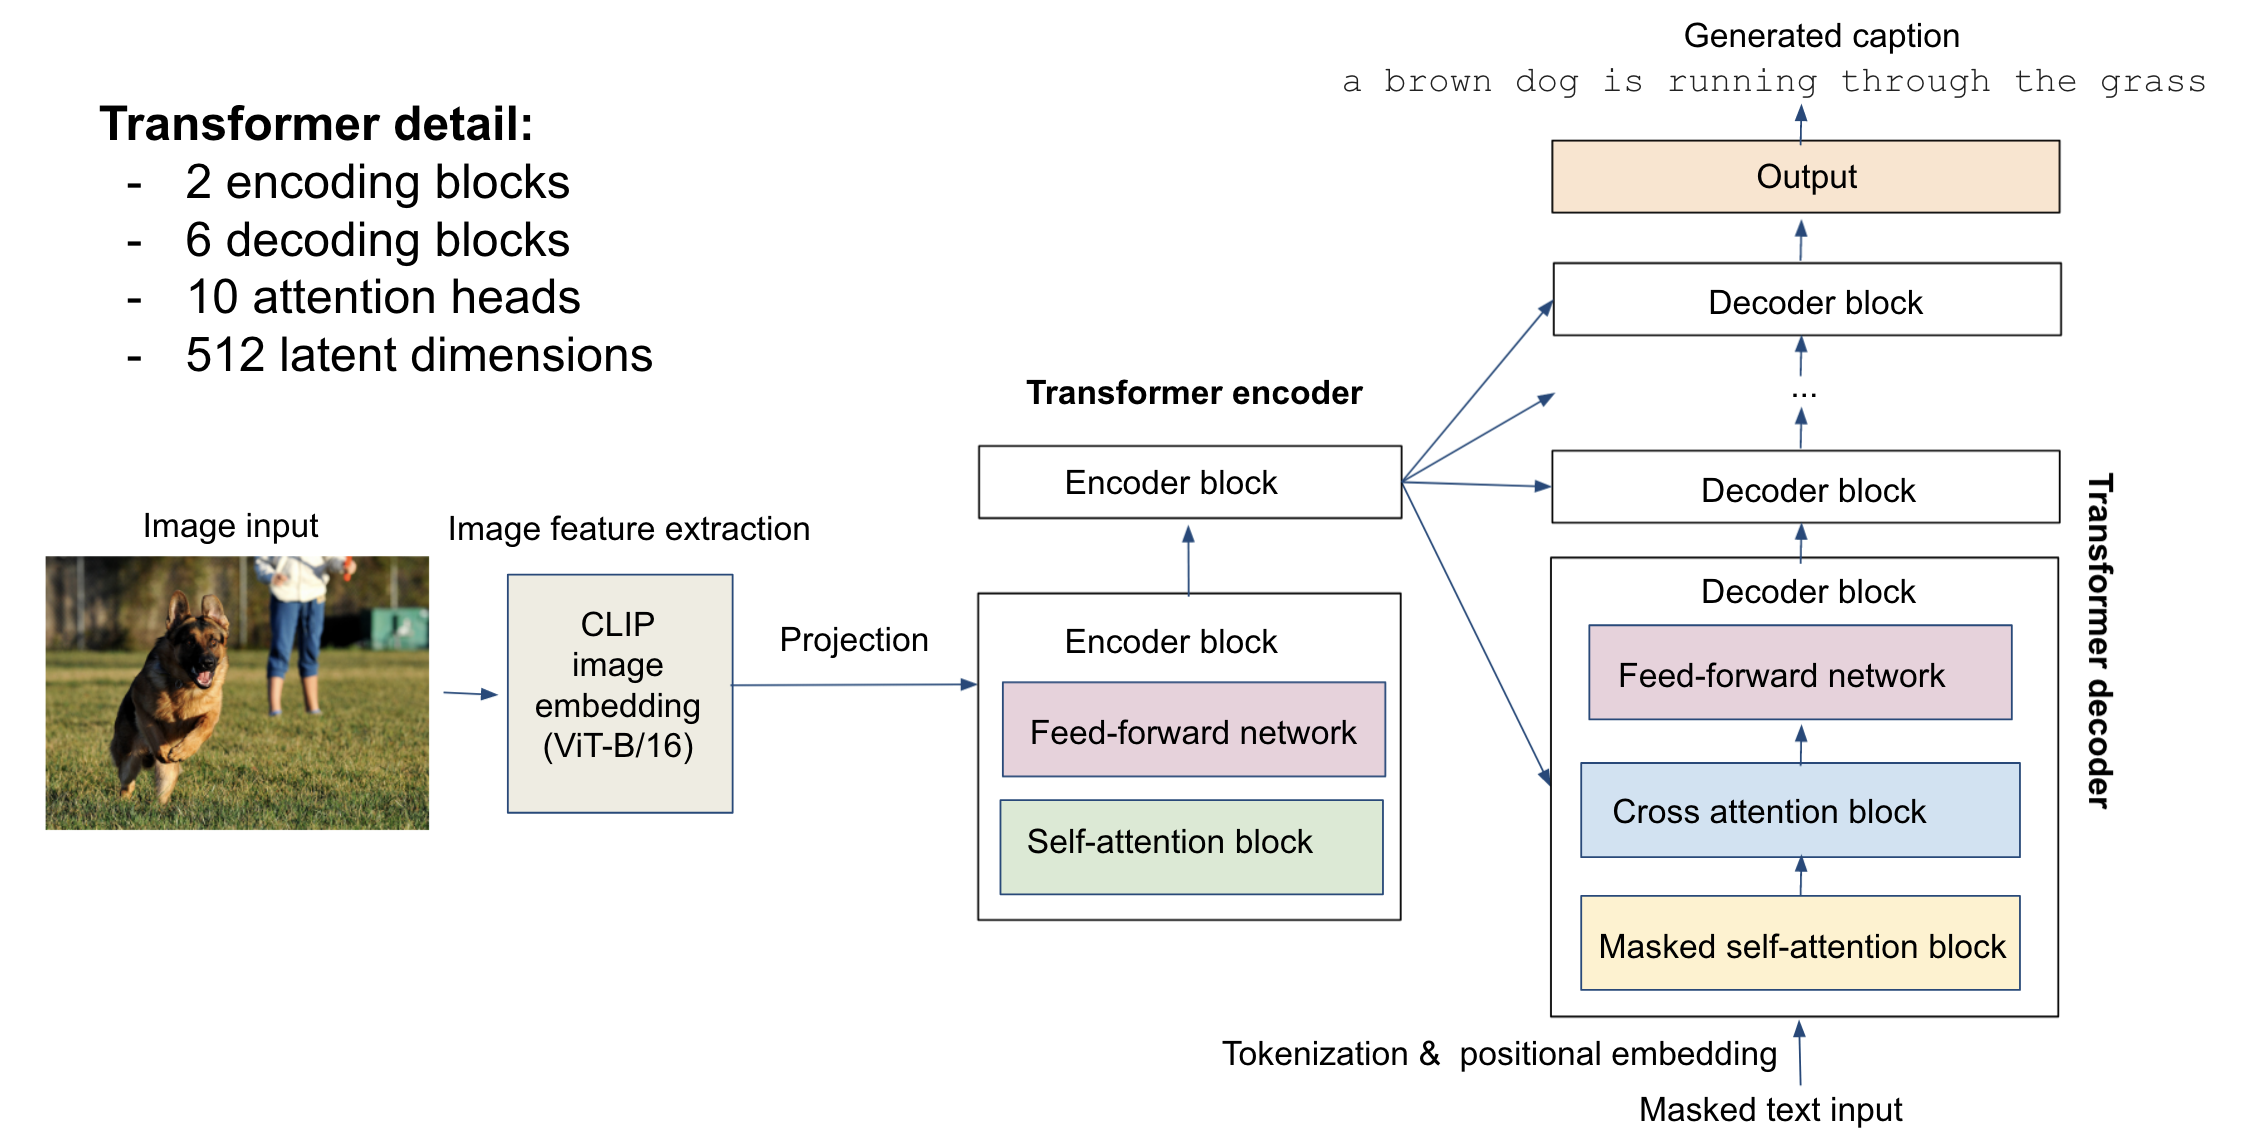 Transformer detail:
- 2 encoding blocks
- 6 decoding blocks
- 10 attention heads
- 512 latent dimensions
Image input
Image feature extraction
CLIP
image
embedding
(ViT-B/16)
Projection
Transformer encoder
Encoder block
Encoder block
Feed-forward network
Self-attention block
Generated caption
a brown dog is running through the grass
Output
Decoder block
...
Decoder block
Decoder block
Feed-forward network
Cross attention block
Masked self-attention block
Transformer decoder
Tokenization & positional embedding
Masked text input